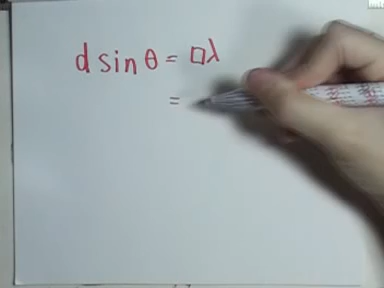 d sin θ = □λ
=